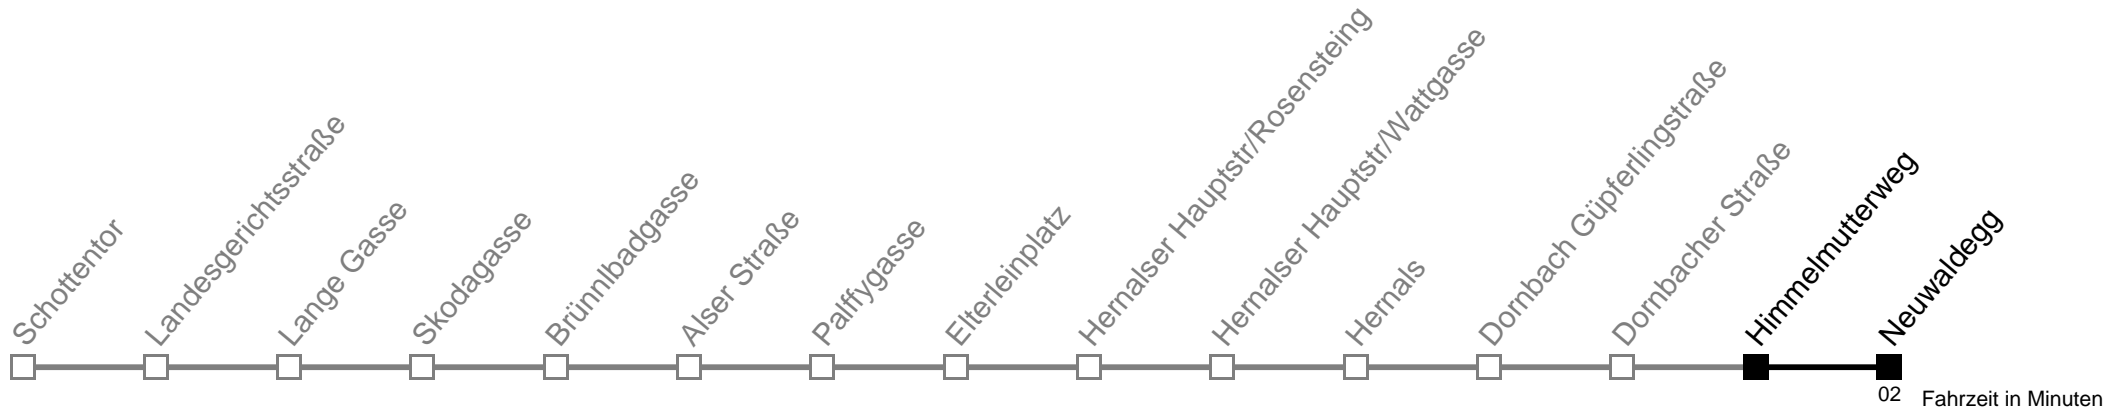 Schottentor
Landesgerichtsstraße
Lange Gasse
Skodagasse
Brünnlbadgasse
Alser Straße
Palffygasse
Elterleinplatz
Hernalser Hauptstr/Rosensteing
Hernalser Hauptstr/Wattgasse
Hernals
Dornbach Güpferlingstraße
Dornbacher Straße
Himmelmutterweg
Neuwaldegg
02
Fahrzeit in Minuten